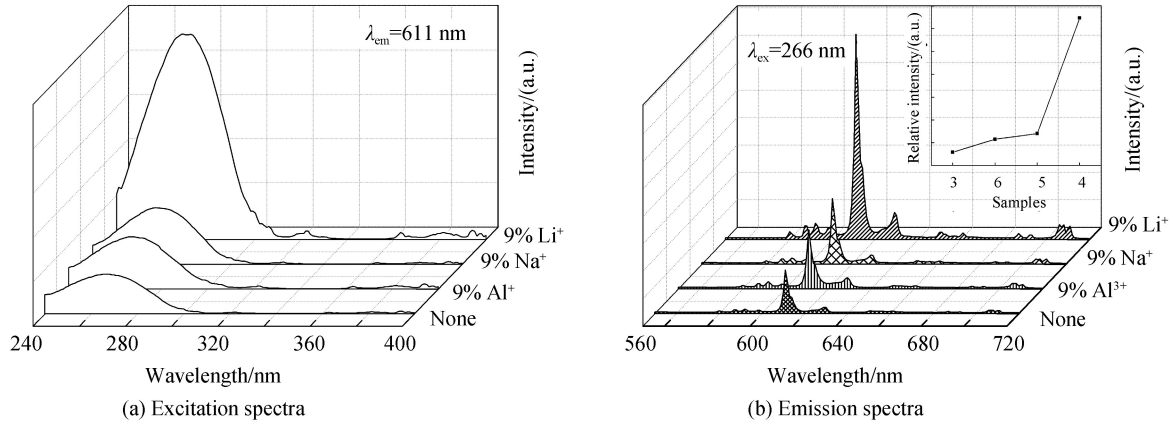 λem=611 nm
Intensity/(a.u.)
9% Li⁺
9% Na⁺
9% Al⁺
None
240 280 320 360 400
Wavelength/nm
(a) Excitation spectra
λex=266 nm
Relative intensity/(a.u.)
3 6 5 4
Samples
Intensity/(a.u.)
9% Li⁺
9% Na⁺
9% Al³⁺
None
560 600 640 680 720
Wavelength/nm
(b) Emission spectra